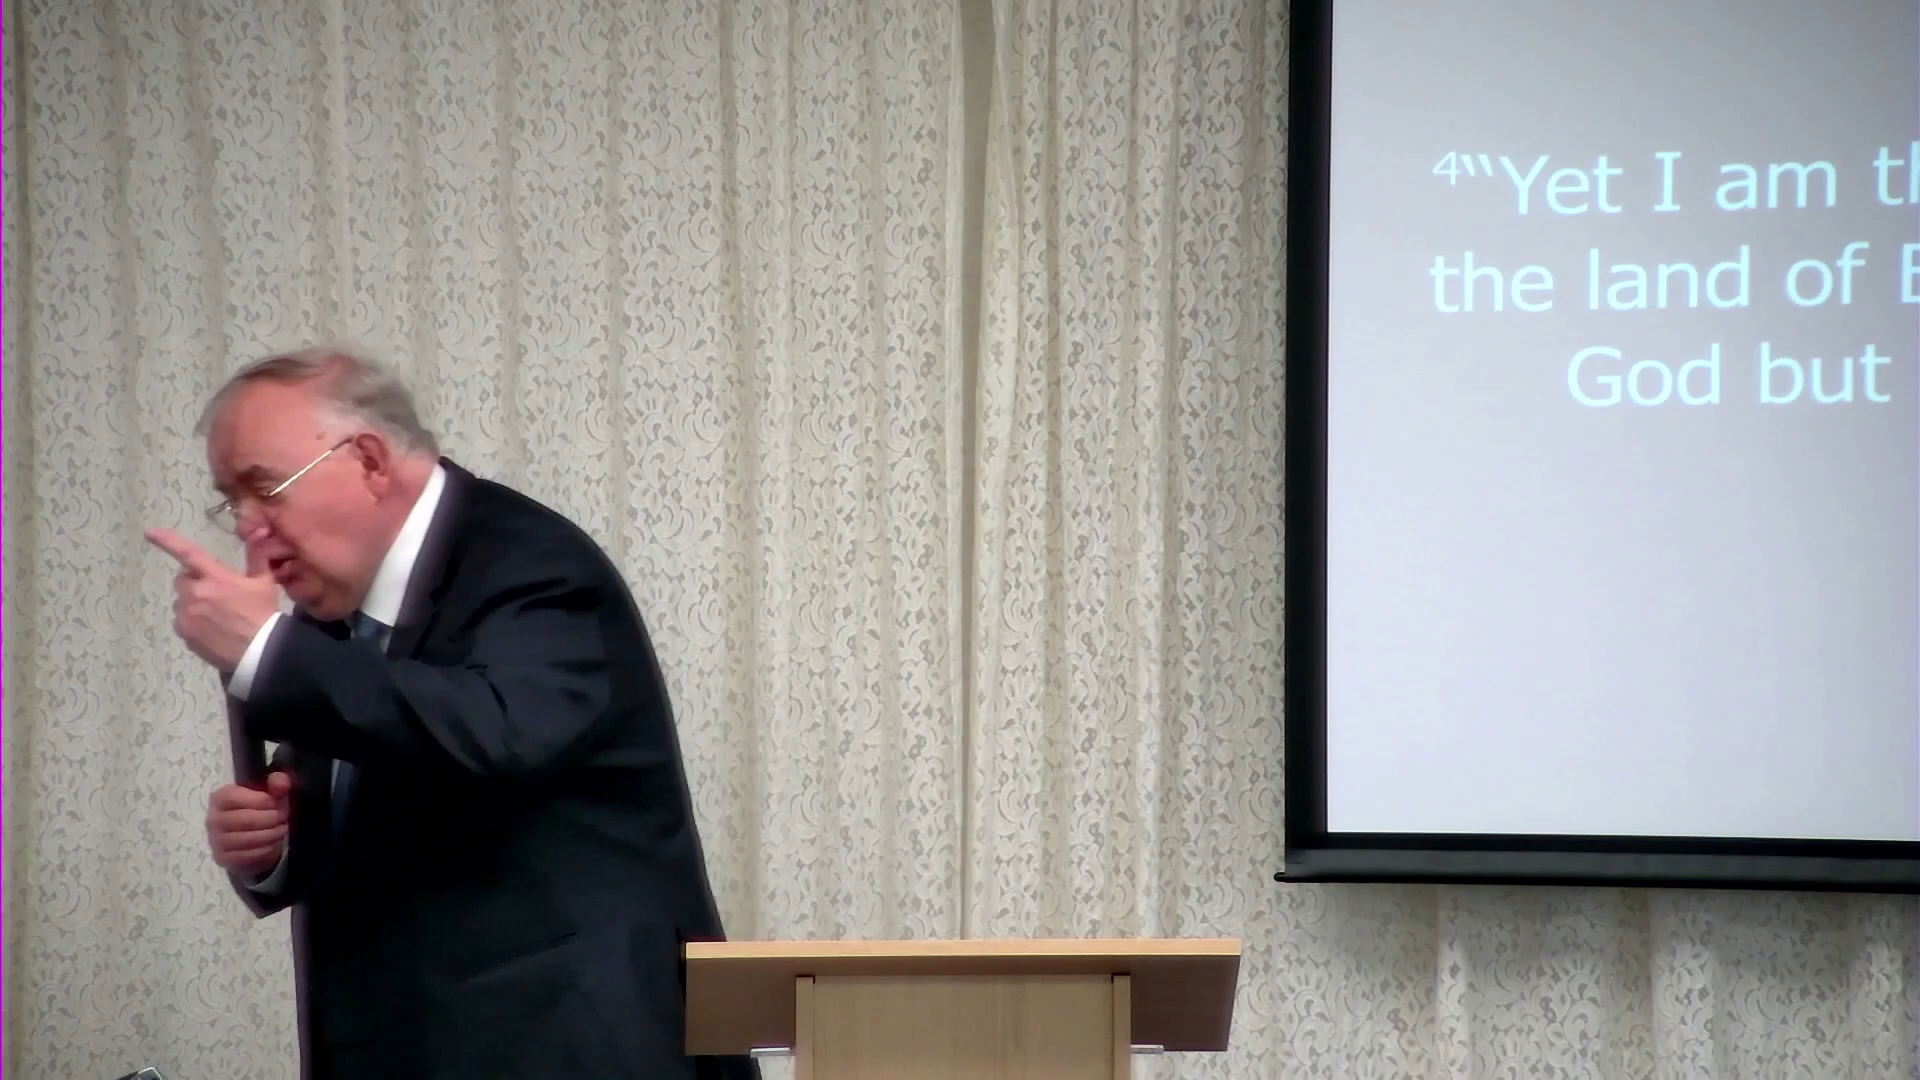 4“Yet I am th
the land of E
God but